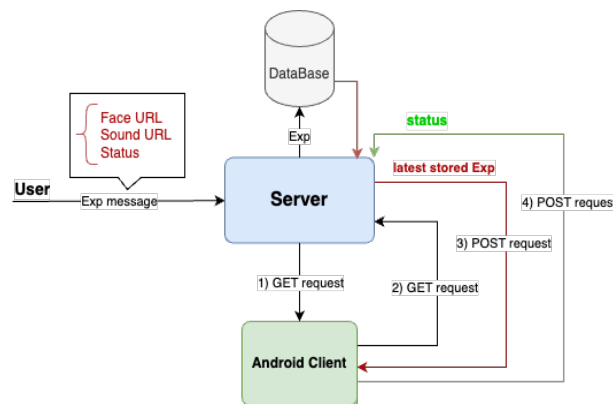 DataBase
Face URL
Sound URL
Status
Exp
status
User
Exp message
Server
latest stored Exp
4) POST reques
3) POST request
1) GET request
2) GET request
Android Client